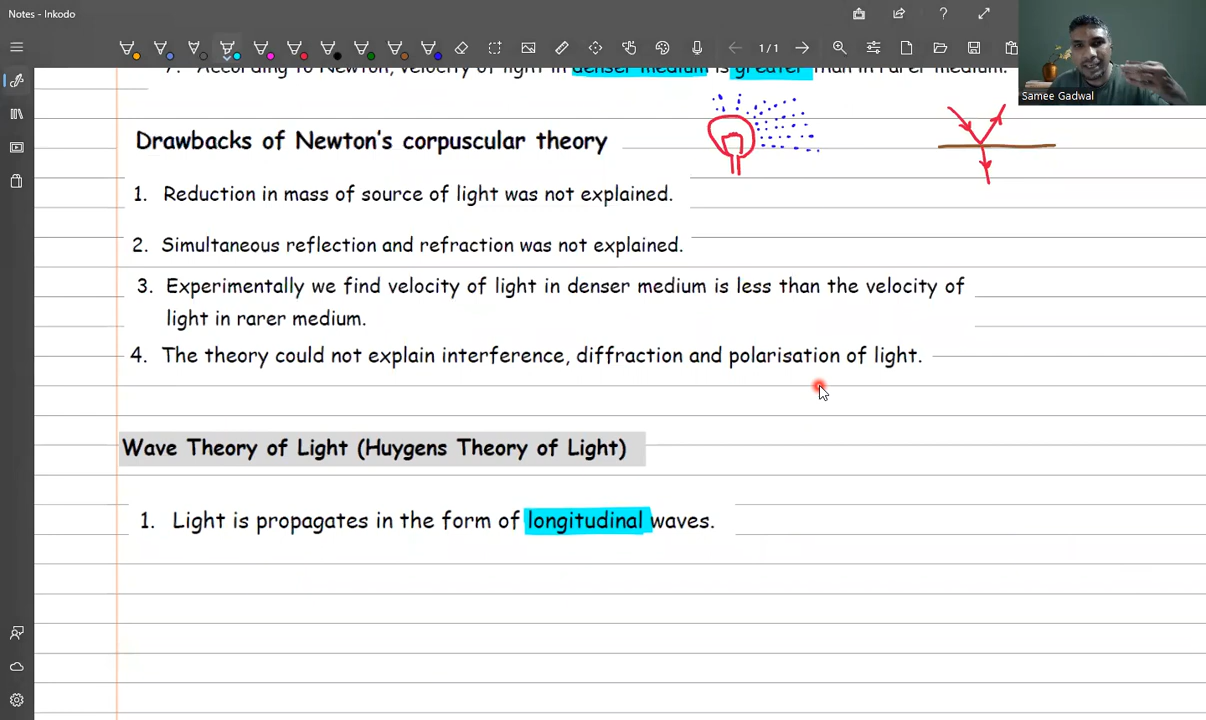 Notes - Inkodo
1/1
Samee Gadwal
7. According to Newton, velocity of light in denser medium is greater than in rarer medium.
Drawbacks of Newton's corpuscular theory
1. Reduction in mass of source of light was not explained.
2. Simultaneous reflection and refraction was not explained.
3. Experimentally we find velocity of light in denser medium is less than the velocity of
light in rarer medium.
4. The theory could not explain interference, diffraction and polarisation of light.
Wave Theory of Light (Huygens Theory of Light)
1. Light is propagates in the form of longitudinal waves.